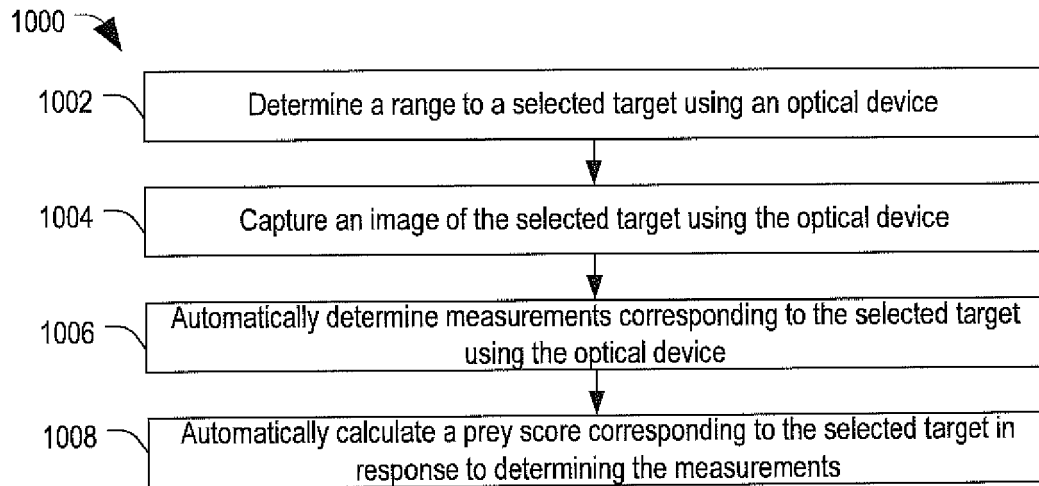 1000
1002
Determine a range to a selected target using an optical device
1004
Capture an image of the selected target using the optical device
1006
Automatically determine measurements corresponding to the selected target
using the optical device
1008
Automatically calculate a prey score corresponding to the selected target in
response to determining the measurements